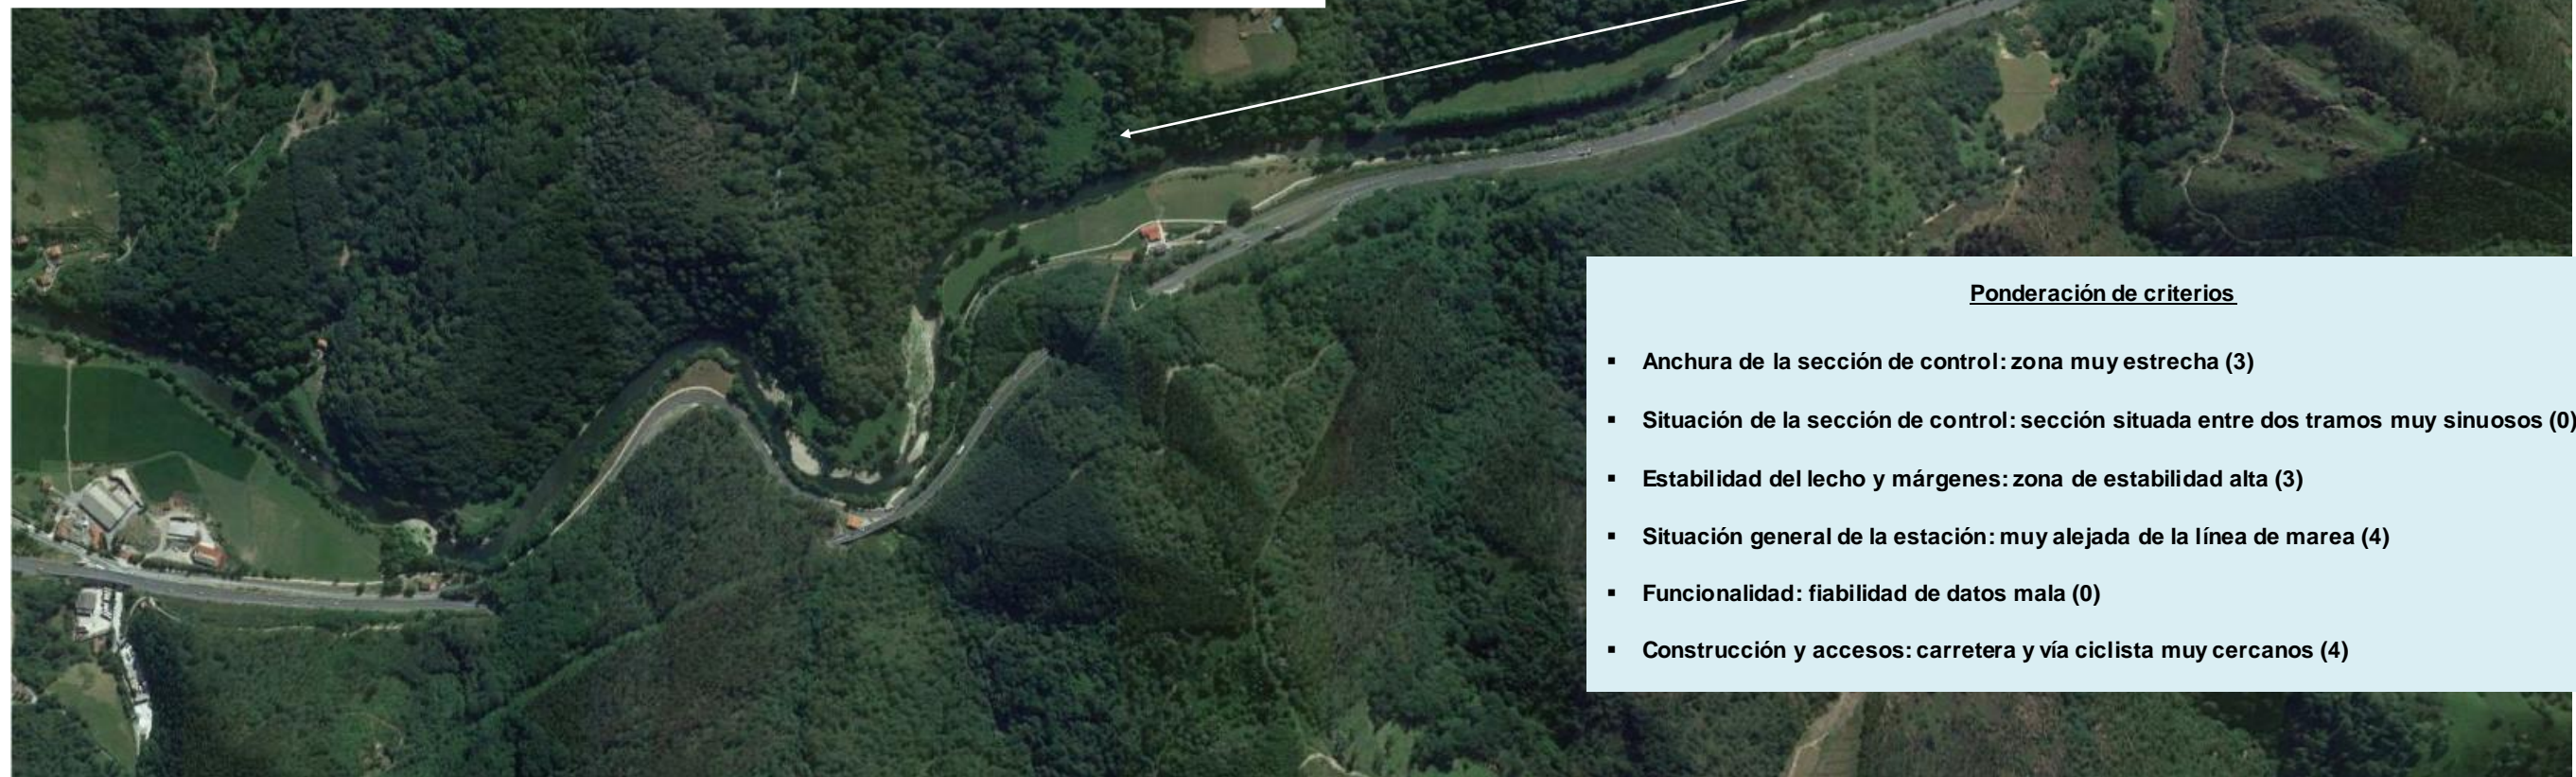 Ponderación de criterios
▪ Anchura de la sección de control: zona muy estrecha (3)
▪ Situación de la sección de control: sección situada entre dos tramos muy sinuosos (0)
▪ Estabilidad del lecho y márgenes: zona de estabilidad alta (3)
▪ Situación general de la estación: muy alejada de la línea de marea (4)
▪ Funcionalidad: fiabilidad de datos mala (0)
▪ Construcción y accesos: carretera y vía ciclista muy cercanos (4)